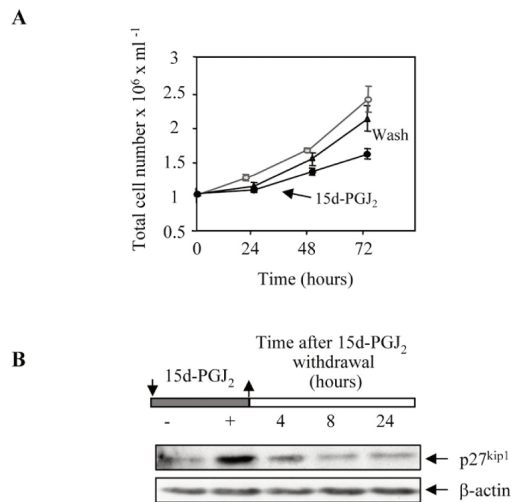 A
Total cell number x 10⁶ x ml⁻¹
3
2.5
2
1.5
1
0.5
Wash
15d-PGJ₂
0 24 48 72
Time (hours)
B
Time after 15d-PGJ₂
withdrawal
(hours)
15d-PGJ₂
- + 4 8 24
p27ᵏⁱᵖ¹
β-actin